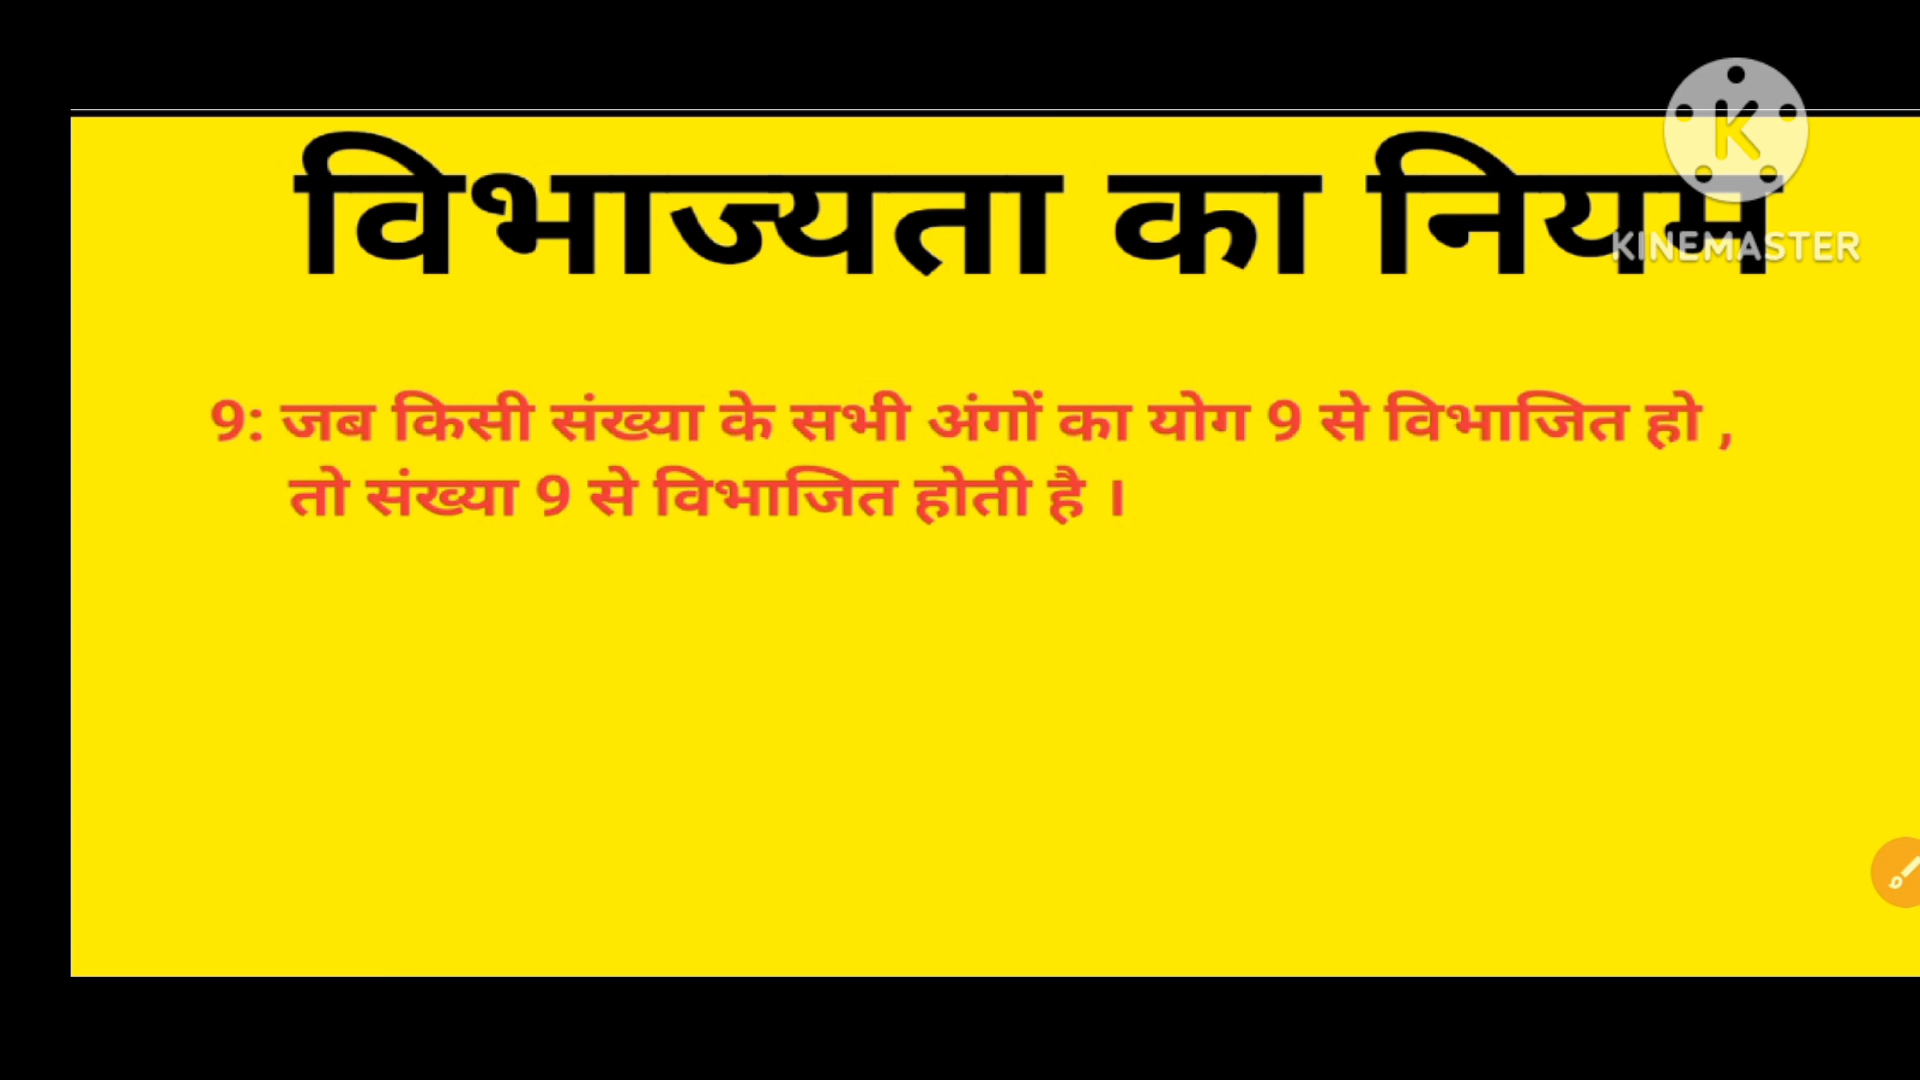 विभाज्यता का नियम
K
KINEMASTER
9: जब किसी संख्या के सभी अंगों का योग 9 से विभाजित हो ,
तो संख्या 9 से विभाजित होती है ।